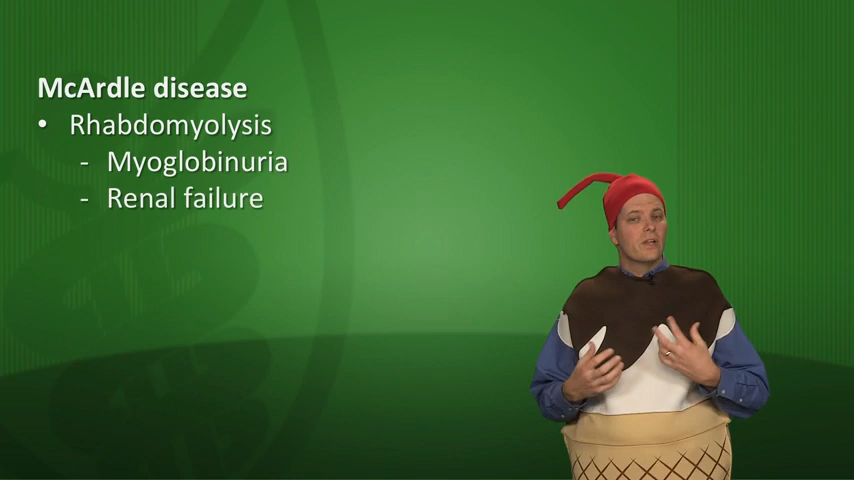 McArdle disease
• Rhabdomyolysis
- Myoglobinuria
- Renal failure